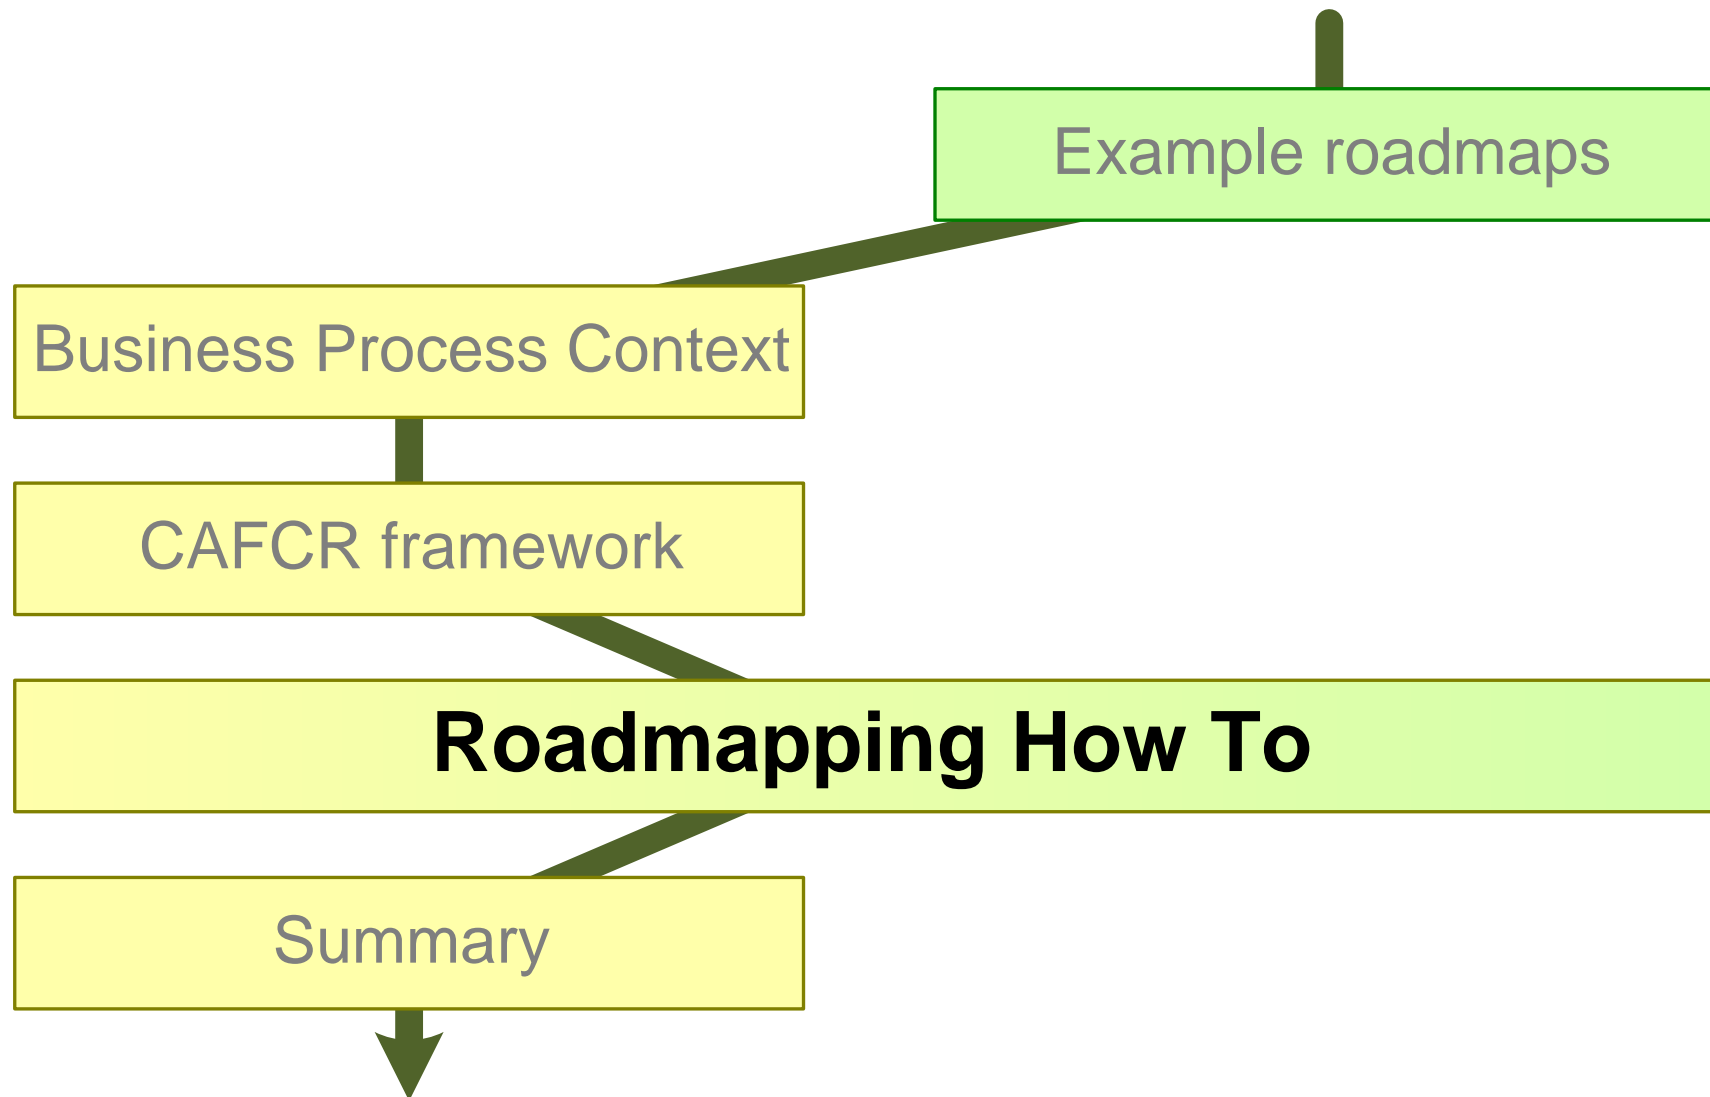 Example roadmaps
Business Process Context
CAFCR framework
Roadmapping How To
Summary